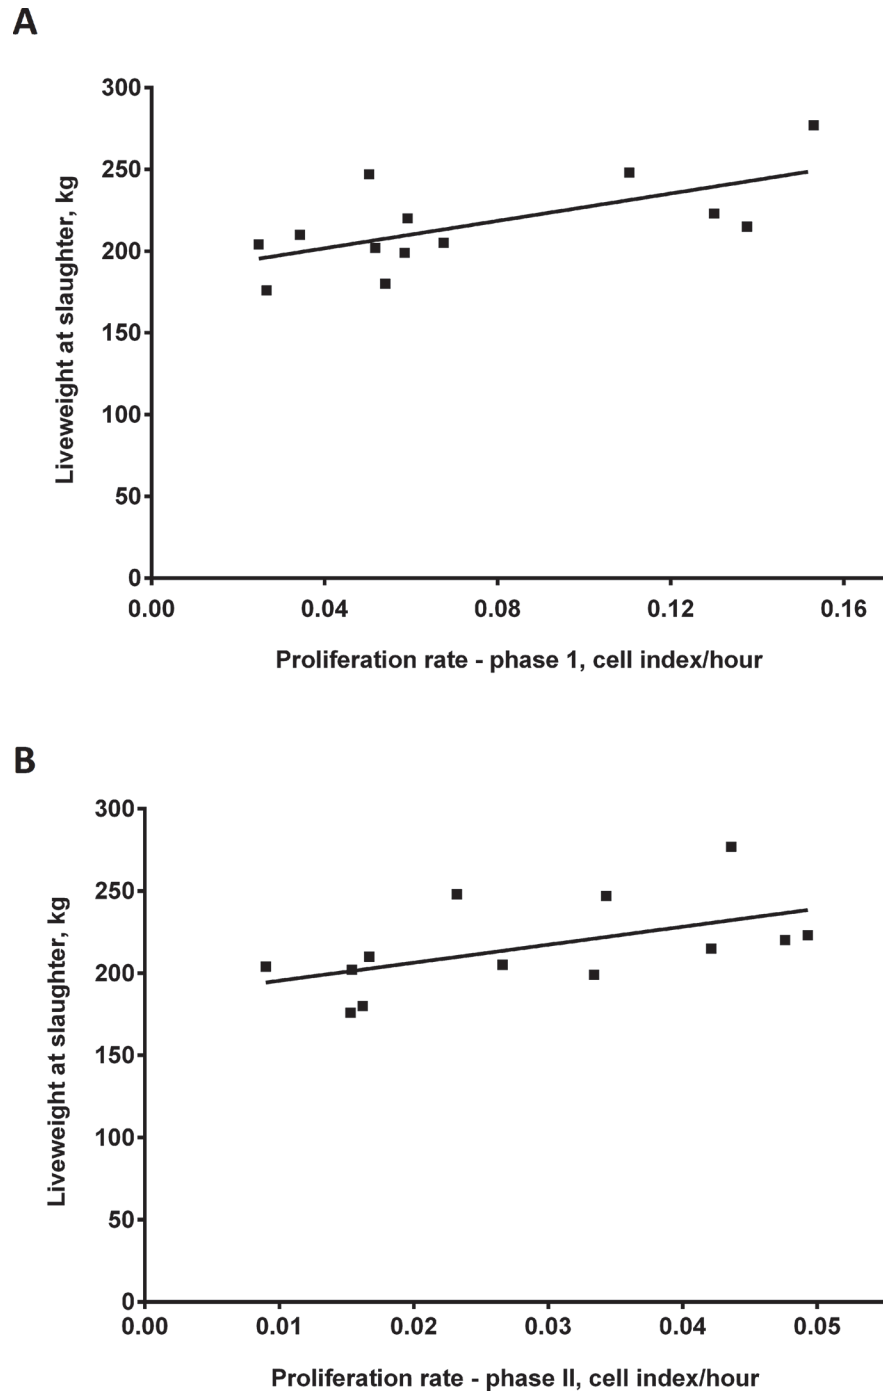 A
300
250
200
150
100
50
0
Liveweight at slaughter, kg
0.00 0.04 0.08 0.12 0.16
Proliferation rate - phase 1, cell index/hour
B
300
250
200
150
100
50
0
Liveweight at slaughter, kg
0.00 0.01 0.02 0.03 0.04 0.05
Proliferation rate - phase II, cell index/hour